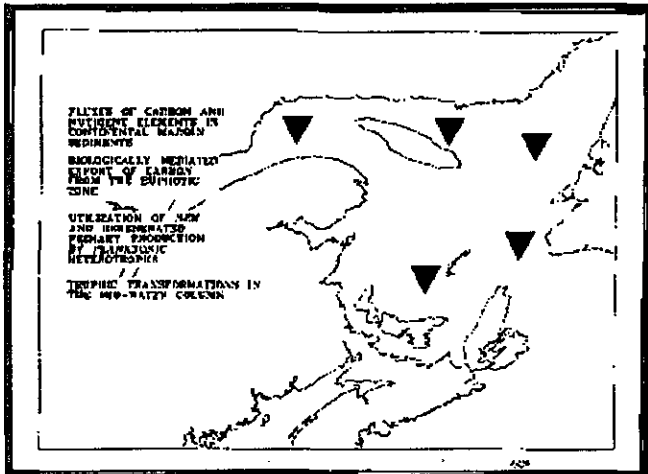 FLUXES OF CARBON AND
NUTRIENT ELEMENTS IN
CONTINENTAL MARGIN
SEDIMENTS
BIOLOGICALLY MEDIATED
EXPORT OF CARBON
FROM THE EUPHOTIC
ZONE
UTILIZATION OF NEW
AND REGENERATED
PRIMARY PRODUCTION
BY PLANKTONIC
HETEROTROPHS
TROPHIC TRANSFORMATIONS IN
THE MID-WATER COLUMN